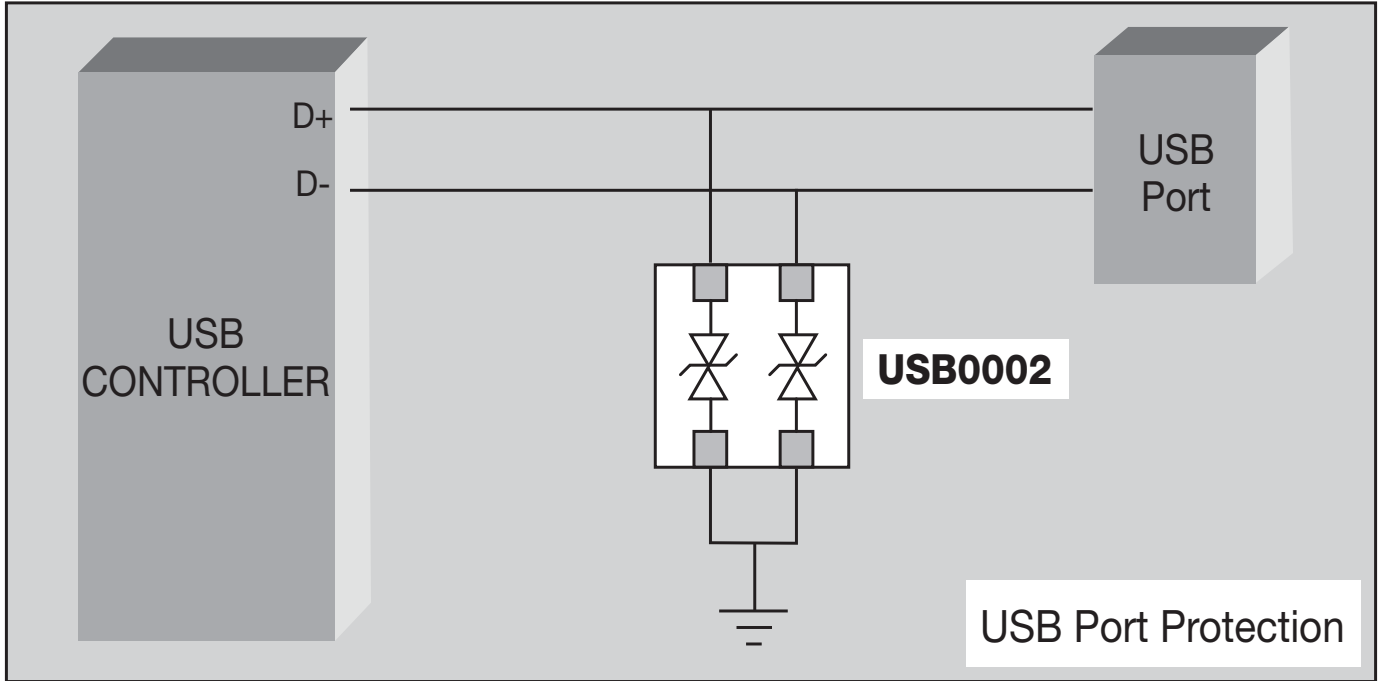 D+
D-
USB
Port
USB
CONTROLLER
USB0002
USB Port Protection